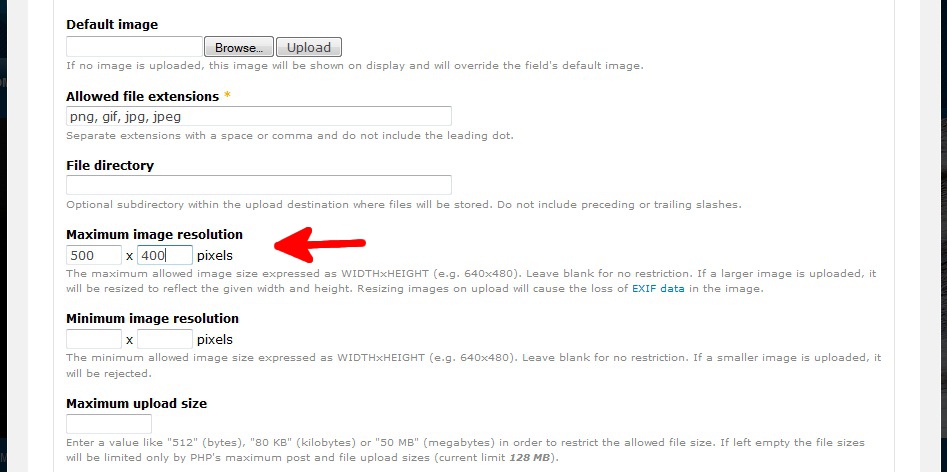 Default image
Browse... Upload
If no image is uploaded, this image will be shown on display and will override the field's default image.
Allowed file extensions *
png, gif, jpg, jpeg
Separate extensions with a space or comma and do not include the leading dot.
File directory
Optional subdirectory within the upload destination where files will be stored. Do not include preceding or trailing slashes.
Maximum image resolution
500 x 400 pixels
The maximum allowed image size expressed as WIDTHxHEIGHT (e.g. 640x480). Leave blank for no restriction. If a larger image is uploaded, it
will be resized to reflect the given width and height. Resizing images on upload will cause the loss of EXIF data in the image.
Minimum image resolution
x pixels
The minimum allowed image size expressed as WIDTHxHEIGHT (e.g. 640x480). Leave blank for no restriction. If a smaller image is uploaded, it
will be rejected.
Maximum upload size
Enter a value like "512" (bytes), "80 KB" (kilobytes) or "50 MB" (megabytes) in order to restrict the allowed file size. If left empty the file sizes
will be limited only by PHP's maximum post and file upload sizes (current limit 128 MB).